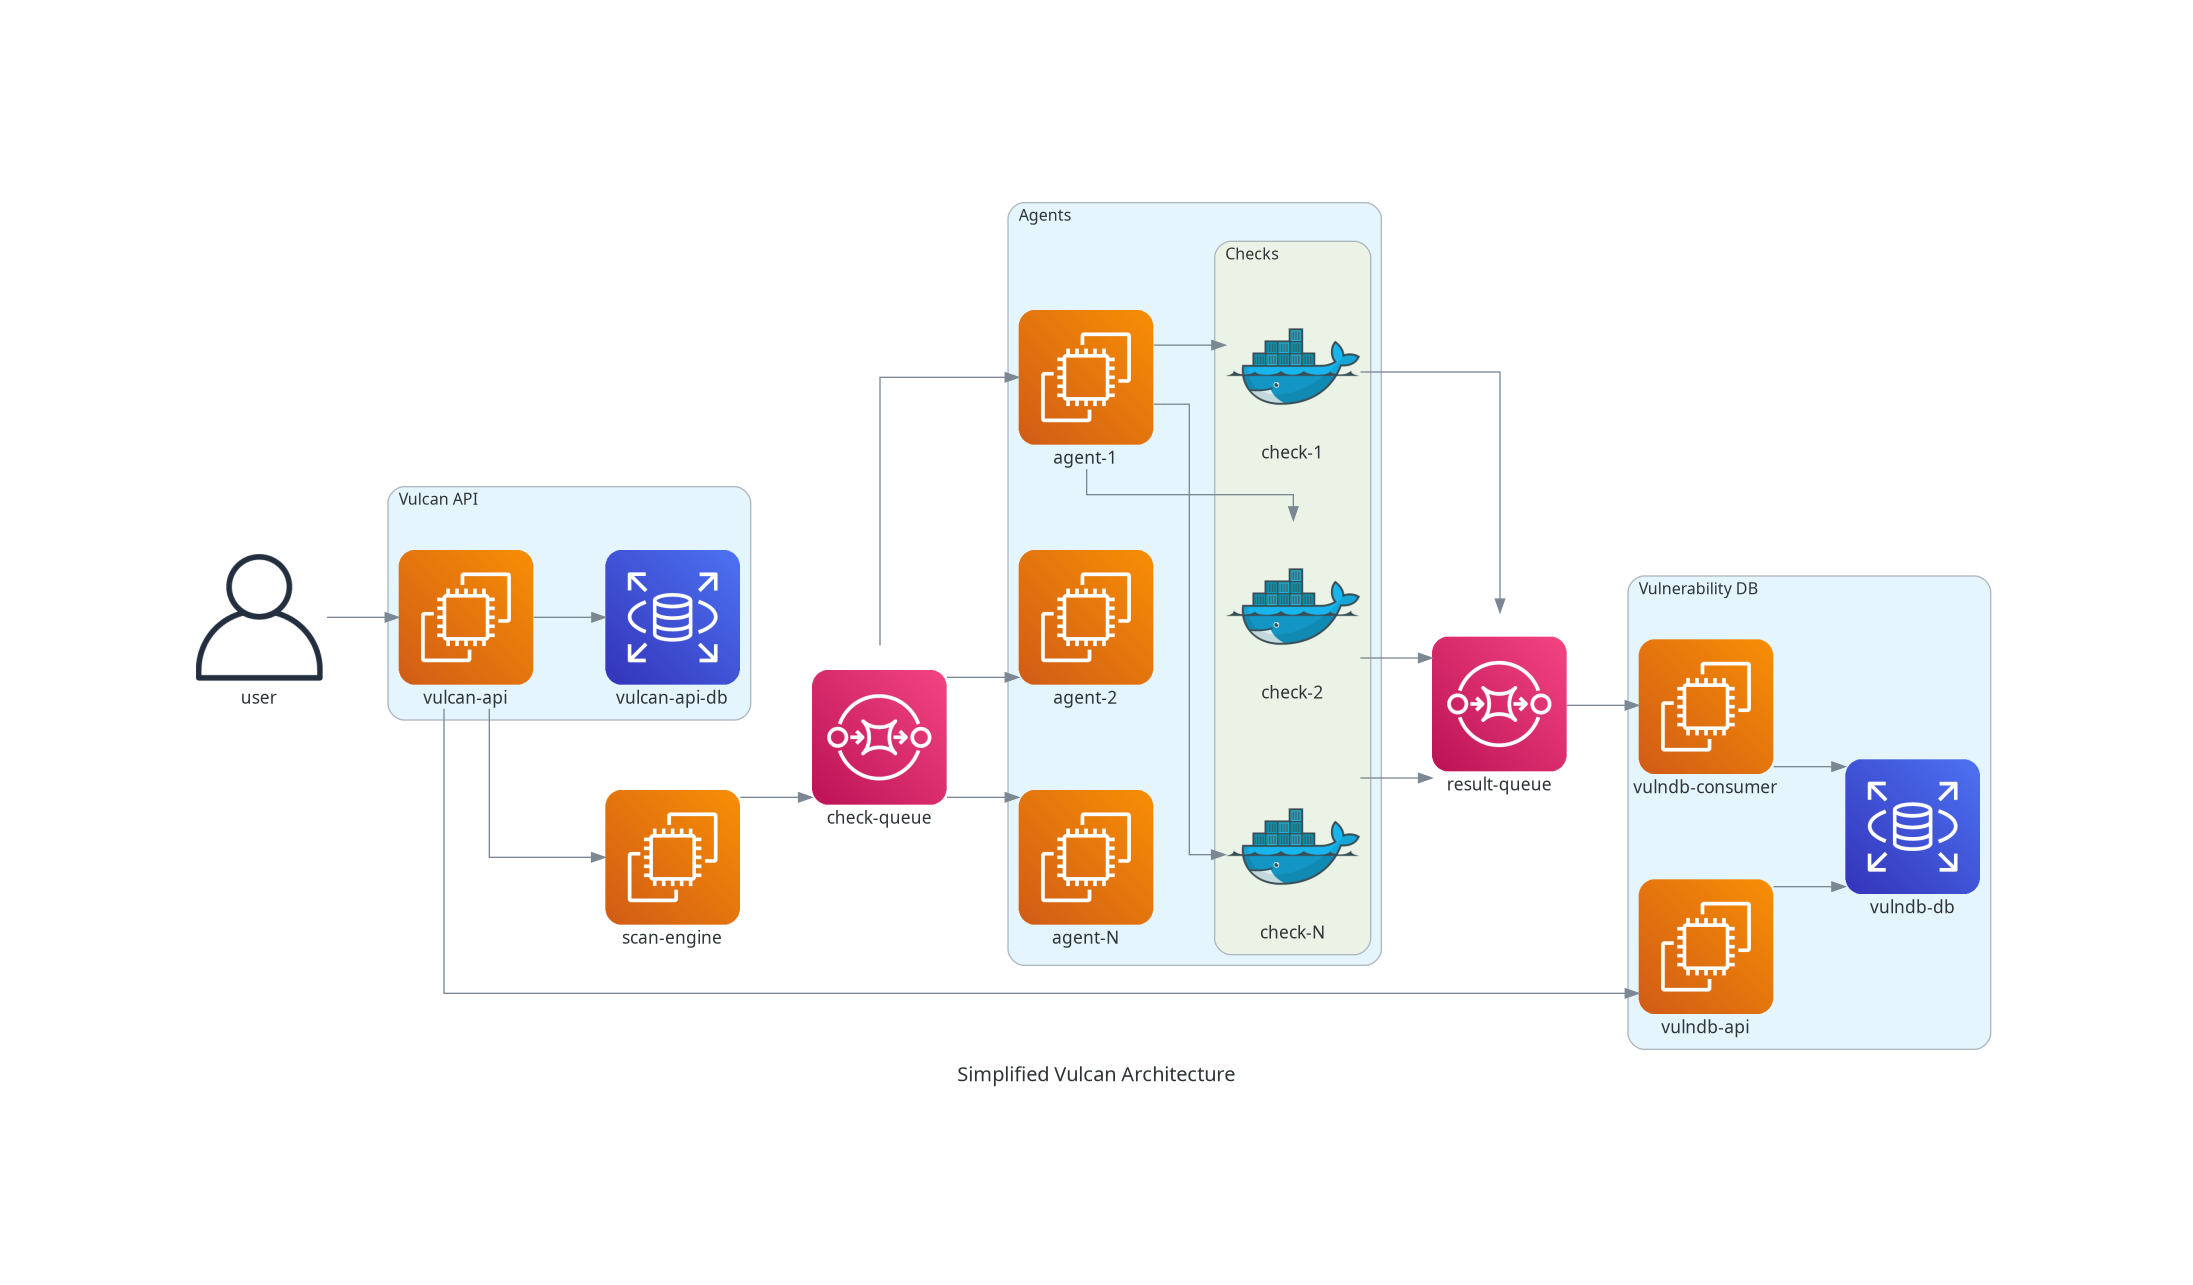 Agents
Checks
check-1
agent-1
Vulcan API
user
vulcan-api
vulcan-api-db
agent-2
check-2
Vulnerability DB
check-queue
result-queue
vulndb-consumer
scan-engine
agent-N
check-N
vulndb-db
vulndb-api
Simplified Vulcan Architecture